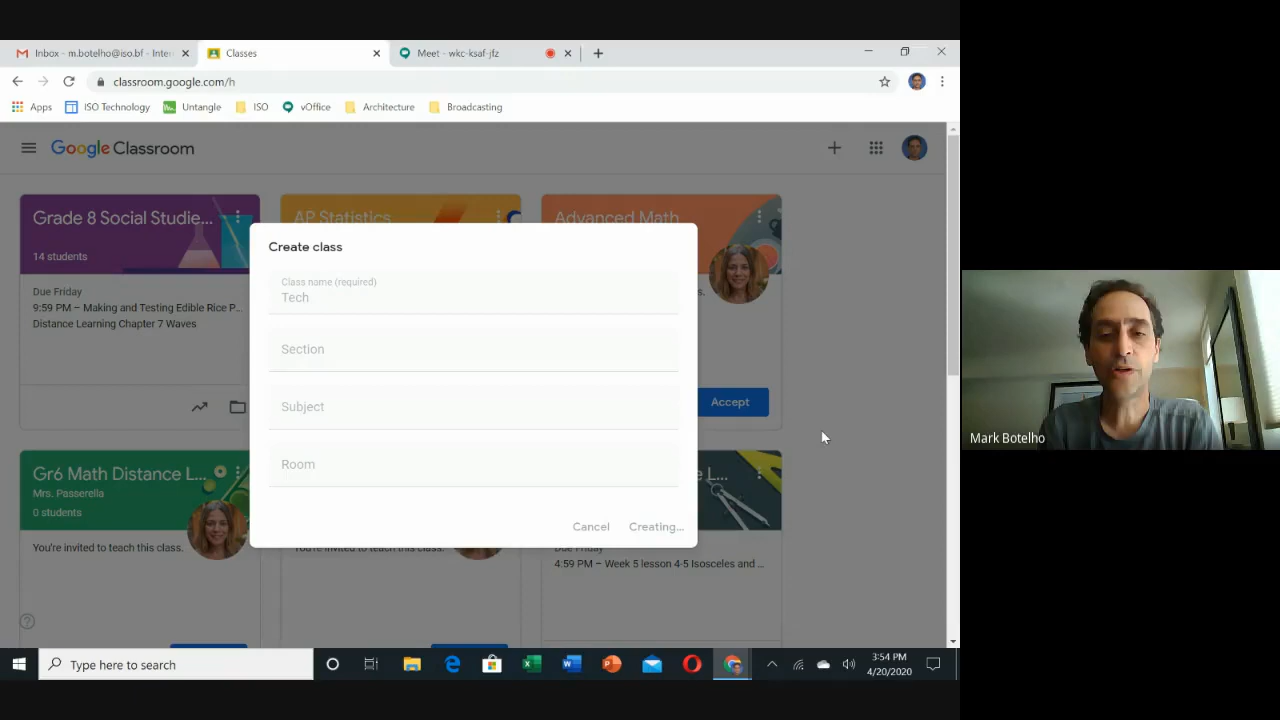 Inbox - m.botelho@iso.bf - Inter
Classes
Meet - wkc-ksaf-jfz
classroom.google.com/h
Apps
ISO Technology
Untangle
ISO
vOffice
Architecture
Broadcasting
Google Classroom
Grade 8 Social Studie...
14 students
AP Statistics
Advanced Math
Due Friday
9:59 PM – Making and Testing Edible Rice P...
Distance Learning Chapter 7 Waves
Create class
Class name (required)
Tech
Section
Subject
Room
Cancel
Creating...
Accept
Gr6 Math Distance L...
Mrs. Passerella
0 students
You're invited to teach this class.
You're invited to teach this class.
Due Friday
4:59 PM – Week 5 lesson 4-5 Isosceles and ...
Mark Botelho
Type here to search
3:54 PM
4/20/2020